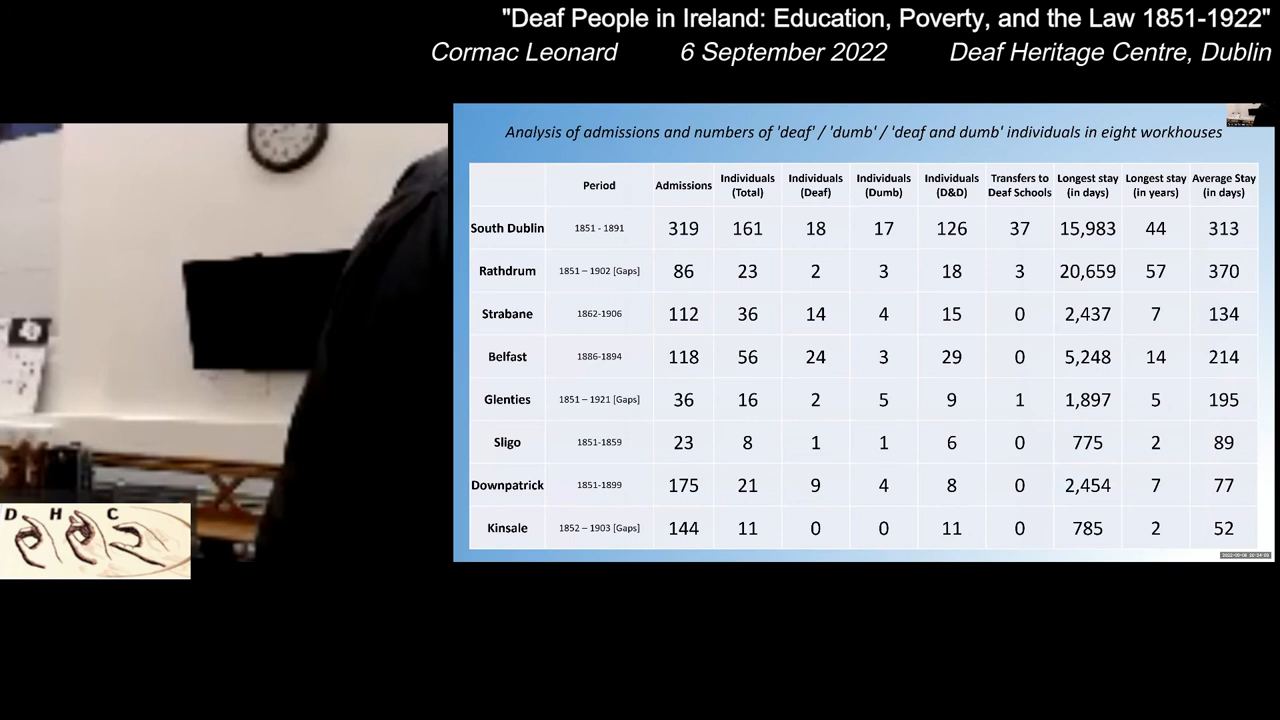 "Deaf People in Ireland: Education, Poverty, and the Law 1851-1922"
Cormac Leonard 6 September 2022 Deaf Heritage Centre, Dublin
Analysis of admissions and numbers of 'deaf' / 'dumb' / 'deaf and dumb' individuals in eight workhouses
Period Admissions Individuals (Total) Individuals (Deaf) Individuals (Dumb) Individuals (D&D) Transfers to Deaf Schools Longest stay (in days) Longest stay (in years) Average Stay (in days)
South Dublin 1851 - 1891 319 161 18 17 126 37 15,983 44 313
Rathdrum 1851 – 1902 [Gaps] 86 23 2 3 18 3 20,659 57 370
Strabane 1862-1906 112 36 14 4 15 0 2,437 7 134
Belfast 1886-1894 118 56 24 3 29 0 5,248 14 214
Glenties 1851 – 1921 [Gaps] 36 16 2 5 9 1 1,897 5 195
Sligo 1851-1859 23 8 1 1 6 0 775 2 89
Downpatrick 1851-1899 175 21 9 4 8 0 2,454 7 77
Kinsale 1852 – 1903 [Gaps] 144 11 0 0 11 0 785 2 52
D H C